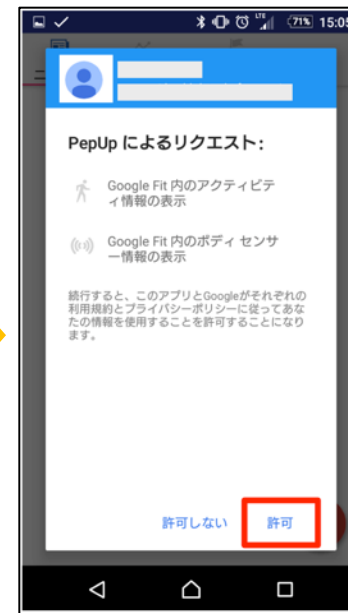 LTE 71% 15:05
PepUp によるリクエスト:
Google Fit 内のアクティビテ
ィ情報の表示
Google Fit 内のボディ センサ
ー情報の表示
続行すると、このアプリとGoogleがそれぞれの
利用規約とプライバシーポリシーに従ってあな
たの情報を使用することを許可することになり
ます。
許可しない 許可